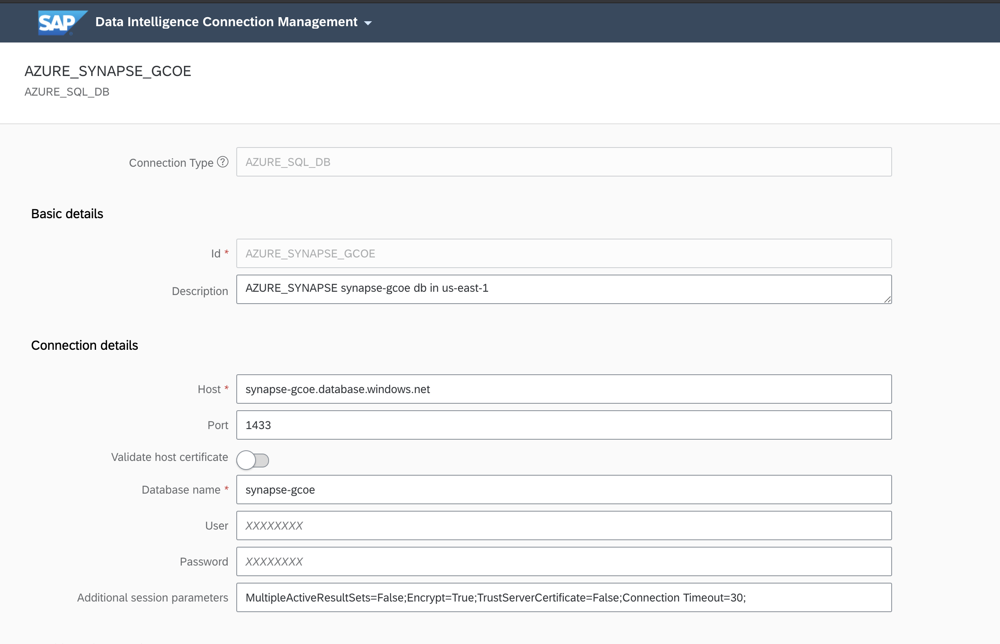 SAP Data Intelligence Connection Management
AZURE_SYNAPSE_GCOE
AZURE_SQL_DB
Connection Type ? AZURE_SQL_DB
Basic details
Id * AZURE_SYNAPSE_GCOE
Description AZURE_SYNAPSE synapse-gcoe db in us-east-1
Connection details
Host * synapse-gcoe.database.windows.net
Port 1433
Validate host certificate
Database name * synapse-gcoe
User XXXXXXXX
Password XXXXXXXX
Additional session parameters MultipleActiveResultSets=False;Encrypt=True;TrustServerCertificate=False;Connection Timeout=30;